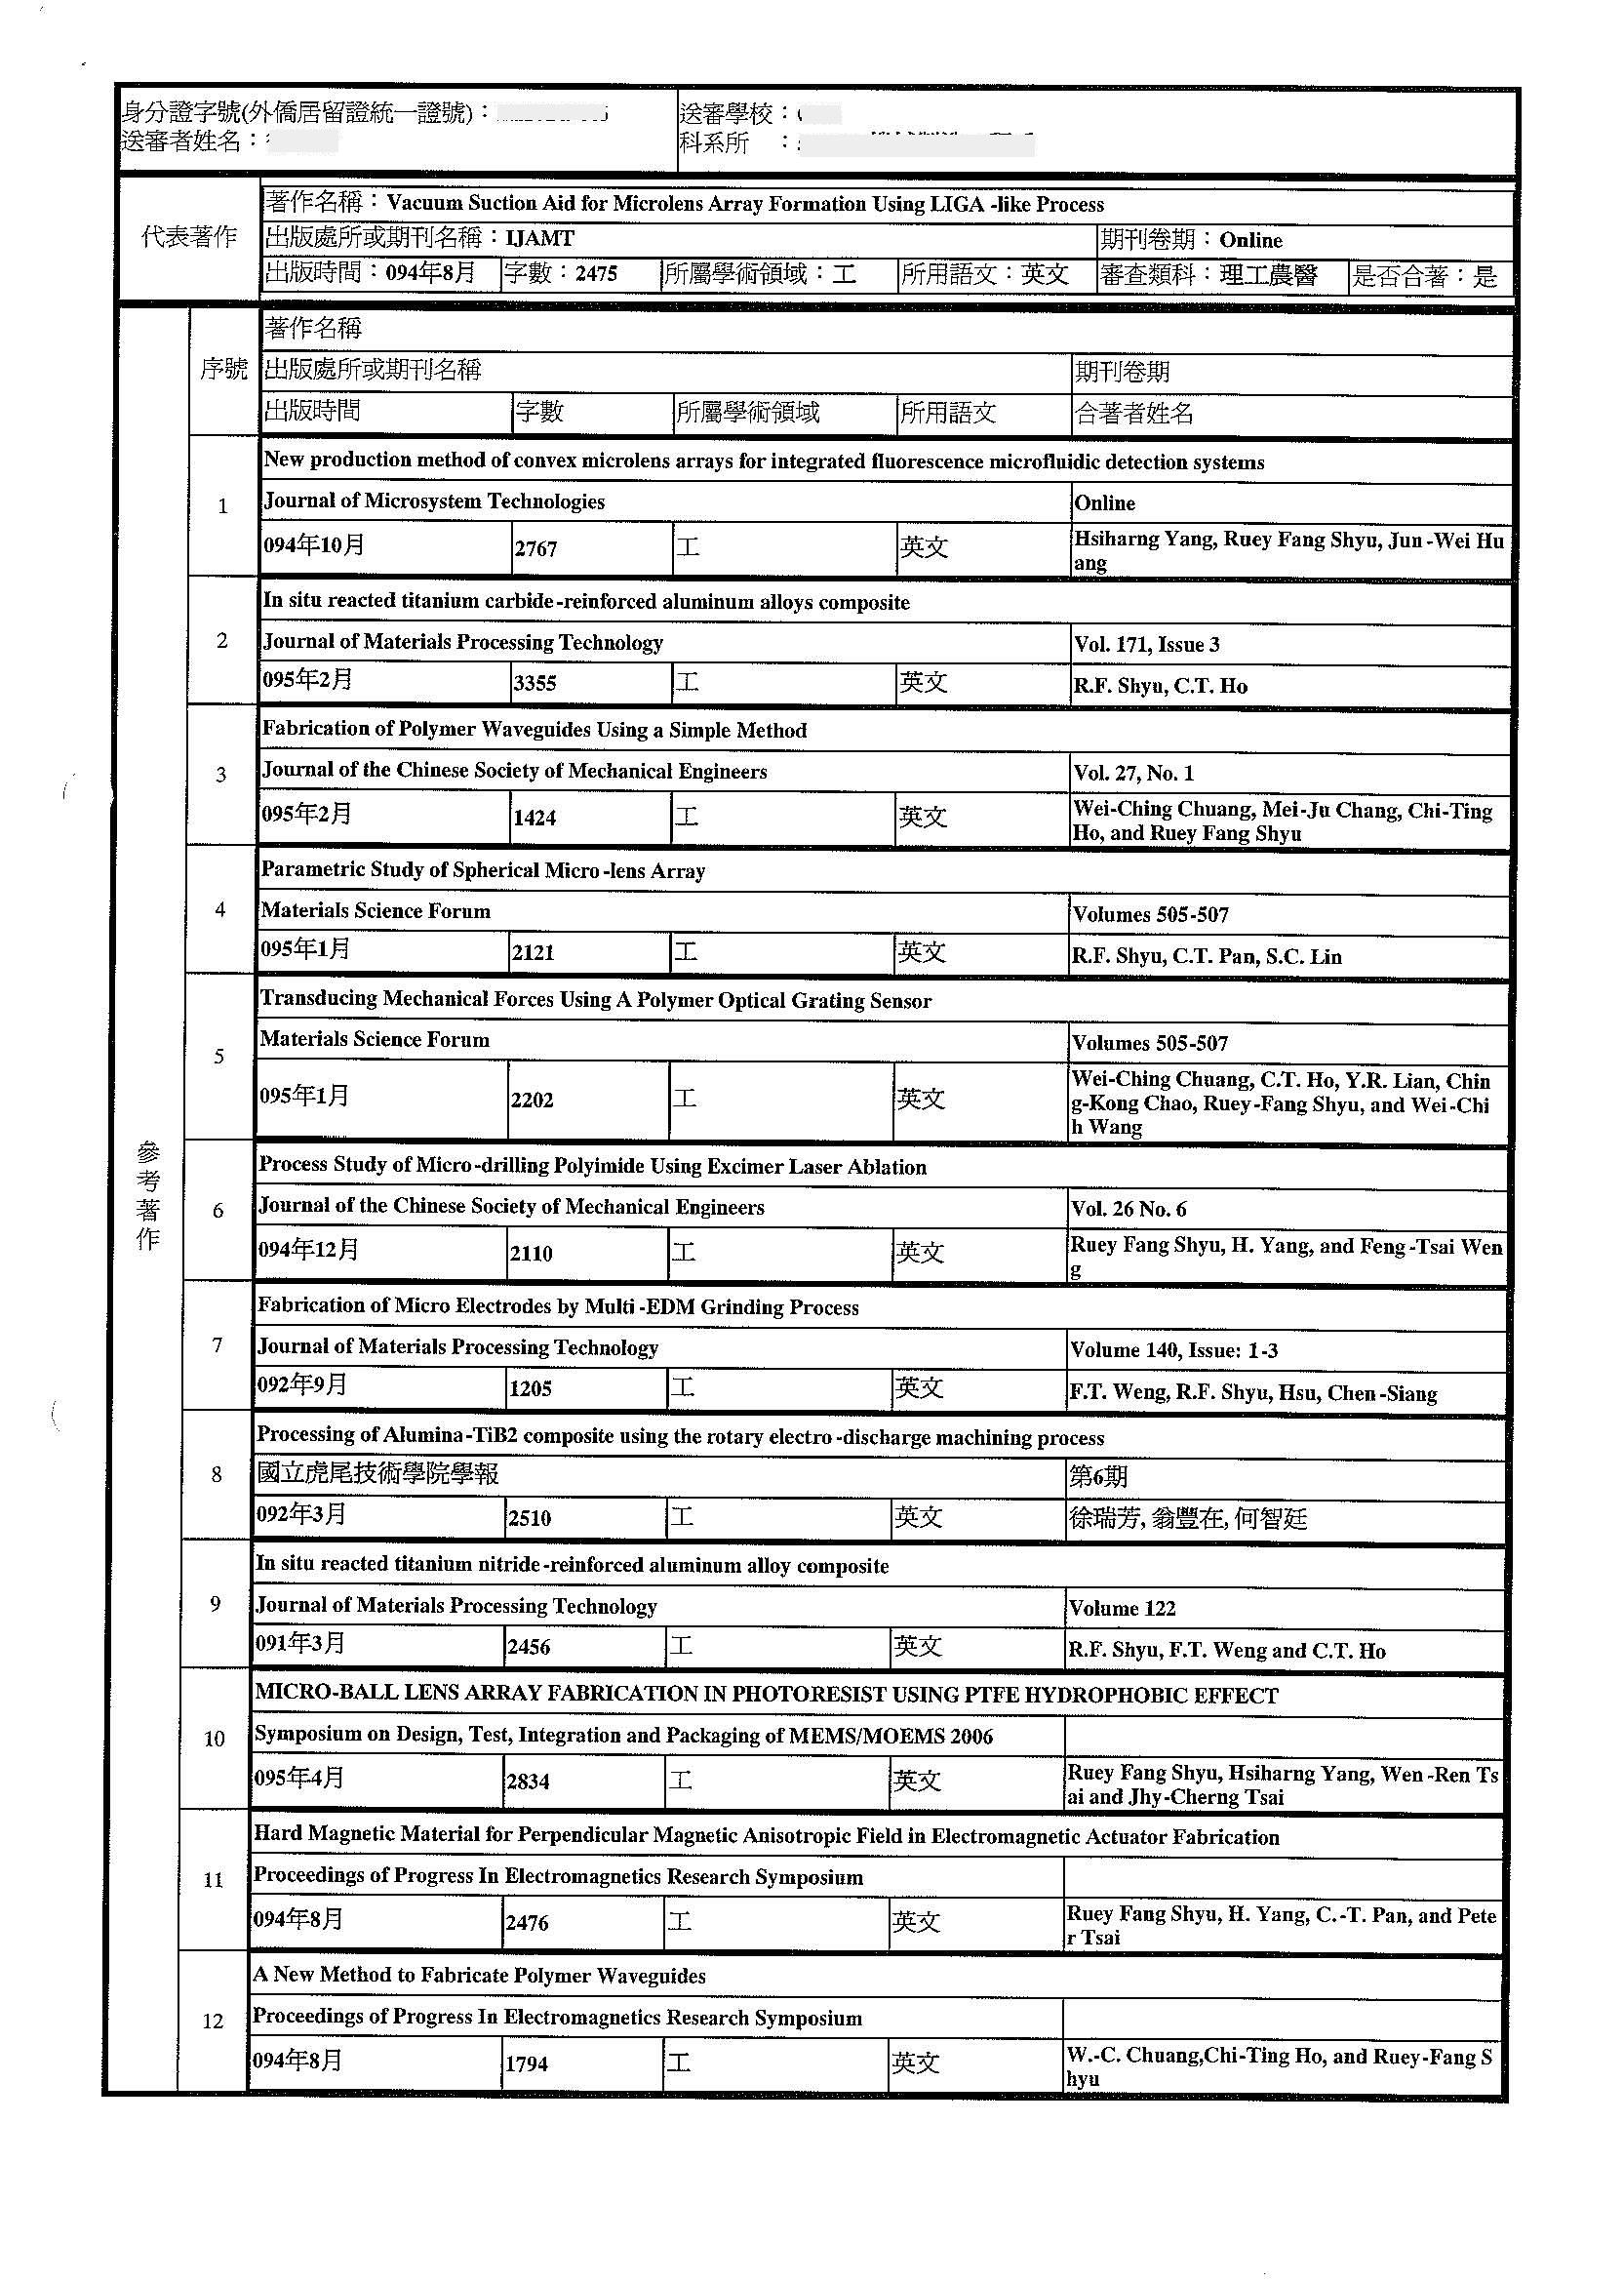 身分證字號(外僑居留證統一證號)：
送審者姓名：
送審學校：
科系所　：
代表著作
著作名稱：Vacuum Suction Aid for Microlens Array Formation Using LIGA -like Process
出版處所或期刊名稱：IJAMT　期刊卷期：Online
出版時間：094年8月　字數：2475　所屬學術領域：工　所用語文：英文　審查類科：理工農醫　是否合著：是
參考著作
序號
著作名稱
出版處所或期刊名稱　期刊卷期
出版時間　字數　所屬學術領域　所用語文　合著者姓名
1
New production method of convex microlens arrays for integrated fluorescence microfluidic detection systems
Journal of Microsystem Technologies　Online
094年10月　2767　工　英文　Hsiharng Yang, Ruey Fang Shyu, Jun -Wei Hu
ang
2
In situ reacted titanium carbide -reinforced aluminum alloys composite
Journal of Materials Processing Technology　Vol. 171, Issue 3
095年2月　3355　工　英文　R.F. Shyu, C.T. Ho
3
Fabrication of Polymer Waveguides Using a Simple Method
Journal of the Chinese Society of Mechanical Engineers　Vol. 27, No. 1
095年2月　1424　工　英文　Wei-Ching Chuang, Mei-Ju Chang, Chi-Ting
Ho, and Ruey Fang Shyu
4
Parametric Study of Spherical Micro -lens Array
Materials Science Forum　Volumes 505-507
095年1月　2121　工　英文　R.F. Shyu, C.T. Pan, S.C. Lin
5
Transducing Mechanical Forces Using A Polymer Optical Grating Sensor
Materials Science Forum　Volumes 505-507
095年1月　2202　工　英文　Wei-Ching Chuang, C.T. Ho, Y.R. Lian, Chin
g-Kong Chao, Ruey -Fang Shyu, and Wei -Chi
h Wang
6
Process Study of Micro -drilling Polyimide Using Excimer Laser Ablation
Journal of the Chinese Society of Mechanical Engineers　Vol. 26 No. 6
094年12月　2110　工　英文　Ruey Fang Shyu, H. Yang, and Feng -Tsai Wen
g
7
Fabrication of Micro Electrodes by Multi -EDM Grinding Process
Journal of Materials Processing Technology　Volume 140, Issue: 1-3
092年9月　1205　工　英文　F.T. Weng, R.F. Shyu, Hsu, Chen -Siang
8
Processing of Alumina -TiB2 composite using the rotary electro -discharge machining process
國立虎尾技術學院學報　第6期
092年3月　2510　工　英文　徐瑞芳, 翁豐在, 何智廷
9
In situ reacted titanium nitride -reinforced aluminum alloy composite
Journal of Materials Processing Technology　Volume 122
091年3月　2456　工　英文　R.F. Shyu, F.T. Weng and C.T. Ho
10
MICRO-BALL LENS ARRAY FABRICATION IN PHOTORESIST USING PTFE HYDROPHOBIC EFFECT
Symposium on Design, Test, Integration and Packaging of MEMS/MOEMS 2006
095年4月　2834　工　英文　Ruey Fang Shyu, Hsiharng Yang, Wen -Ren Ts
ai and Jhy-Cherng Tsai
11
Hard Magnetic Material for Perpendicular Magnetic Anisotropic Field in Electromagnetic Actuator Fabrication
Proceedings of Progress In Electromagnetics Research Symposium
094年8月　2476　工　英文　Ruey Fang Shyu, H. Yang, C. -T. Pan, and Pete
r Tsai
12
A New Method to Fabricate Polymer Waveguides
Proceedings of Progress In Electromagnetics Research Symposium
094年8月　1794　工　英文　W.-C. Chuang,Chi-Ting Ho, and Ruey-Fang S
hyu